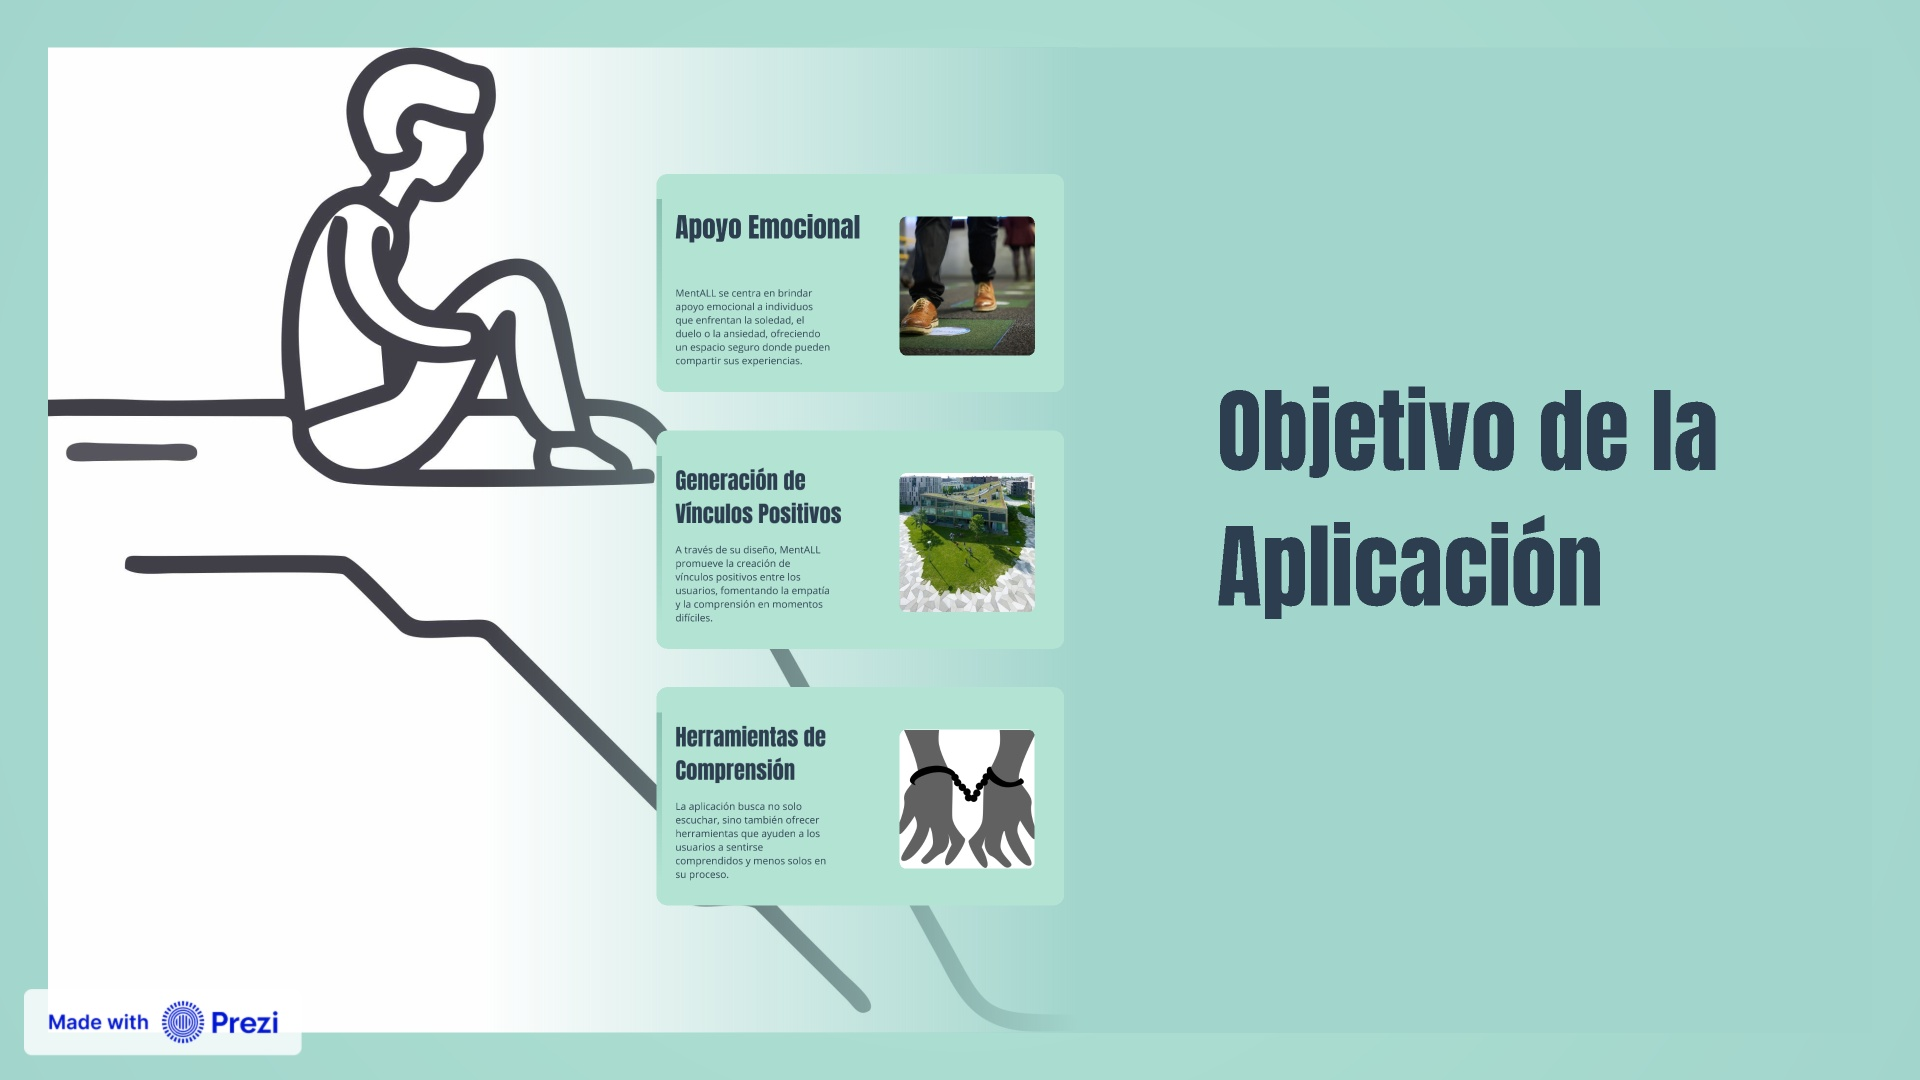 Apoyo Emocional
MentALL se centra en brindar
apoyo emocional a individuos
que enfrentan la soledad, el
duelo o la ansiedad, ofreciendo
un espacio seguro donde pueden
compartir sus experiencias.
Generación de
Vínculos Positivos
A través de su diseño, MentALL
promueve la creación de
vínculos positivos entre los
usuarios, fomentando la empatía
y la comprensión en momentos
difíciles.
Herramientas de
Comprensión
La aplicación busca no solo
escuchar, sino también ofrecer
herramientas que ayuden a los
usuarios a sentirse
comprendidos y menos solos en
su proceso.
Objetivo de la
Aplicación
Made with Prezi